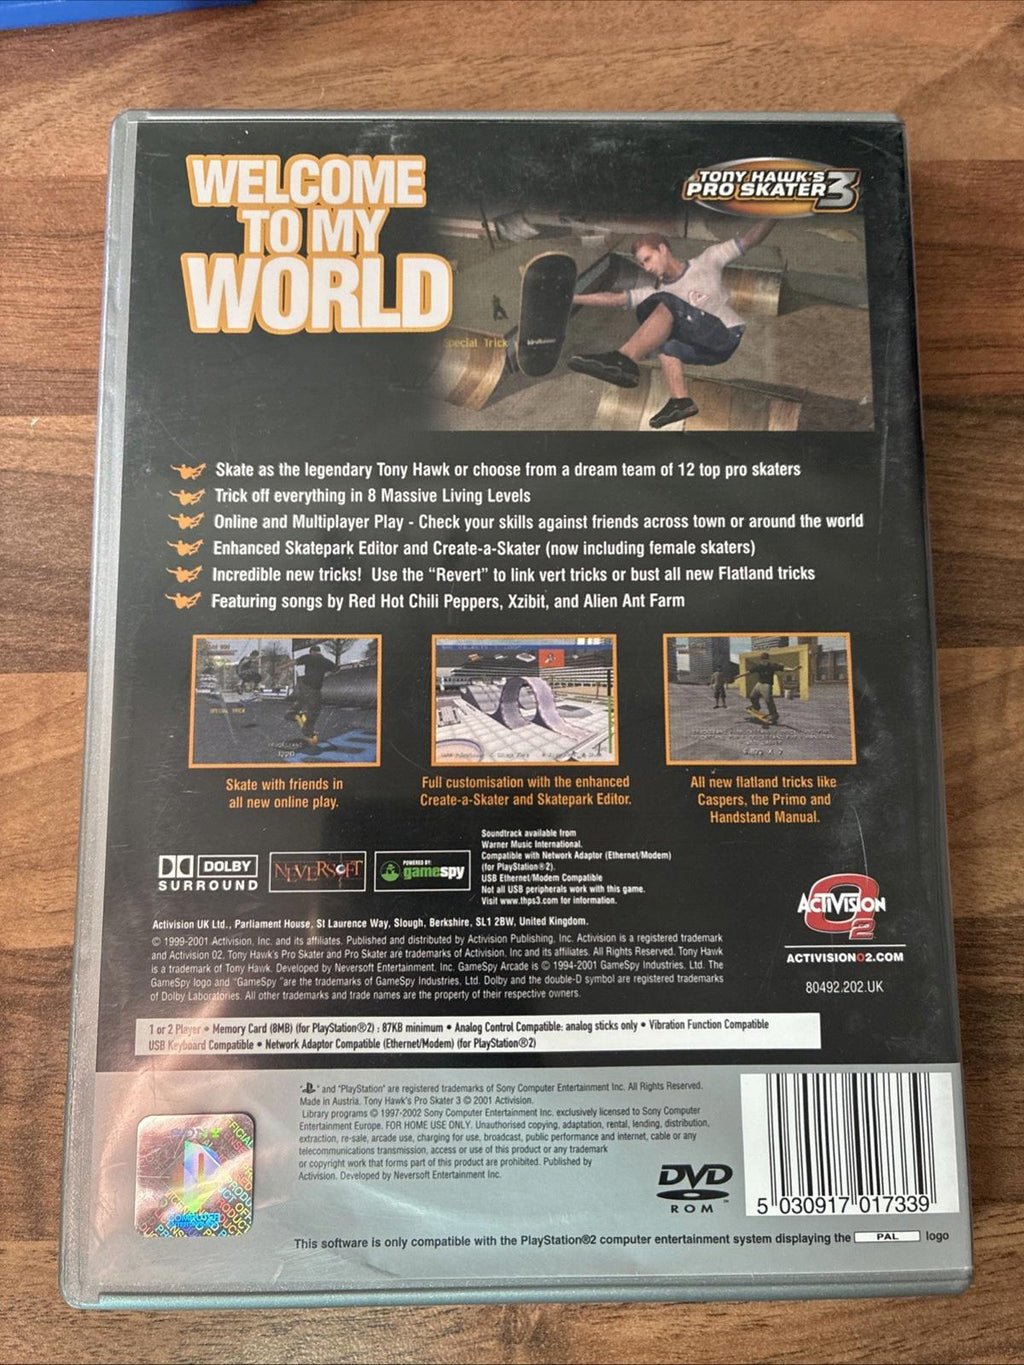 WELCOME
TO MY
WORLD
TONY HAWK'S
PRO SKATER 3
Special Trick
Skate as the legendary Tony Hawk or choose from a dream team of 12 top pro skaters
Trick off everything in 8 Massive Living Levels
Online and Multiplayer Play - Check your skills against friends across town or around the world
Enhanced Skatepark Editor and Create-a-Skater (now including female skaters)
Incredible new tricks! Use the “Revert” to link vert tricks or bust all new Flatland tricks
Featuring songs by Red Hot Chili Peppers, Xzibit, and Alien Ant Farm
Skate with friends in
all new online play.
Full customisation with the enhanced
Create-a-Skater and Skatepark Editor.
All new flatland tricks like
Caspers, the Primo and
Handstand Manual.
DOLBY
SURROUND
NEVERSOFT
POWERED BY:
gamespy
Soundtrack available from
Warner Music International.
Compatible with Network Adaptor (Ethernet/Modem)
(for PlayStation®2).
USB Ethernet/Modem Compatible
Not all USB peripherals work with this game.
Visit www.thps3.com for information.
ACTIVISION
O2
ACTIVISIONO2.COM
80492.202.UK
Activision UK Ltd., Parliament House, St Laurence Way, Slough, Berkshire, SL1 2BW, United Kingdom.
© 1999-2001 Activision, Inc. and its affiliates. Published and distributed by Activision Publishing, Inc. Activision is a registered trademark
and Activision O2, Tony Hawk's Pro Skater and Pro Skater are trademarks of Activision, Inc and its affiliates. All Rights Reserved. Tony Hawk
is a trademark of Tony Hawk. Developed by Neversoft Entertainment, Inc. GameSpy Arcade is © 1994-2001 GameSpy Industries, Ltd. The
GameSpy logo and "GameSpy "are the trademarks of GameSpy Industries, Ltd. Dolby and the double-D symbol are registered trademarks
of Dolby Laboratories. All other trademarks and trade names are the property of their respective owners.
1 or 2 Player • Memory Card (8MB) (for PlayStation®2) : 87KB minimum • Analog Control Compatible: analog sticks only • Vibration Function Compatible
USB Keyboard Compatible • Network Adaptor Compatible (Ethernet/Modem) (for PlayStation®2)
" " and "PlayStation" are registered trademarks of Sony Computer Entertainment Inc. All Rights Reserved.
Made in Austria. Tony Hawk's Pro Skater 3 © 2001 Activision.
Library programs © 1997-2002 Sony Computer Entertainment Inc. exclusively licensed to Sony Computer
Entertainment Europe. FOR HOME USE ONLY. Unauthorised copying, adaptation, rental, lending, distribution,
extraction, re-sale, arcade use, charging for use, broadcast, public performance and internet, cable or any
telecommunications transmission, access or use of this product or any trademark
or copyright work that forms part of this product are prohibited. Published by
Activision. Developed by Neversoft Entertainment Inc.
DVD
ROM
5 030917 017339
This software is only compatible with the PlayStation®2 computer entertainment system displaying the PAL logo